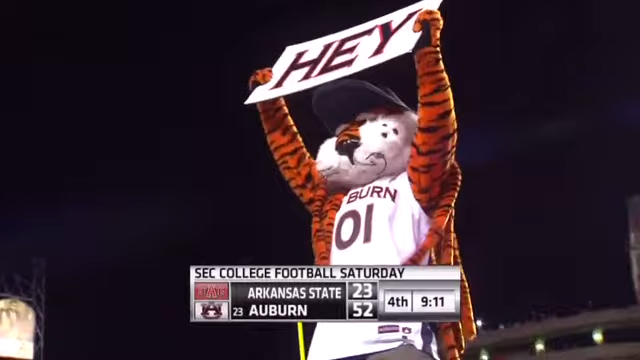 HEY
BURN
01
SEC COLLEGE FOOTBALL SATURDAY
ARKANSAS STATE 23
23 AUBURN 52
4th 9:11